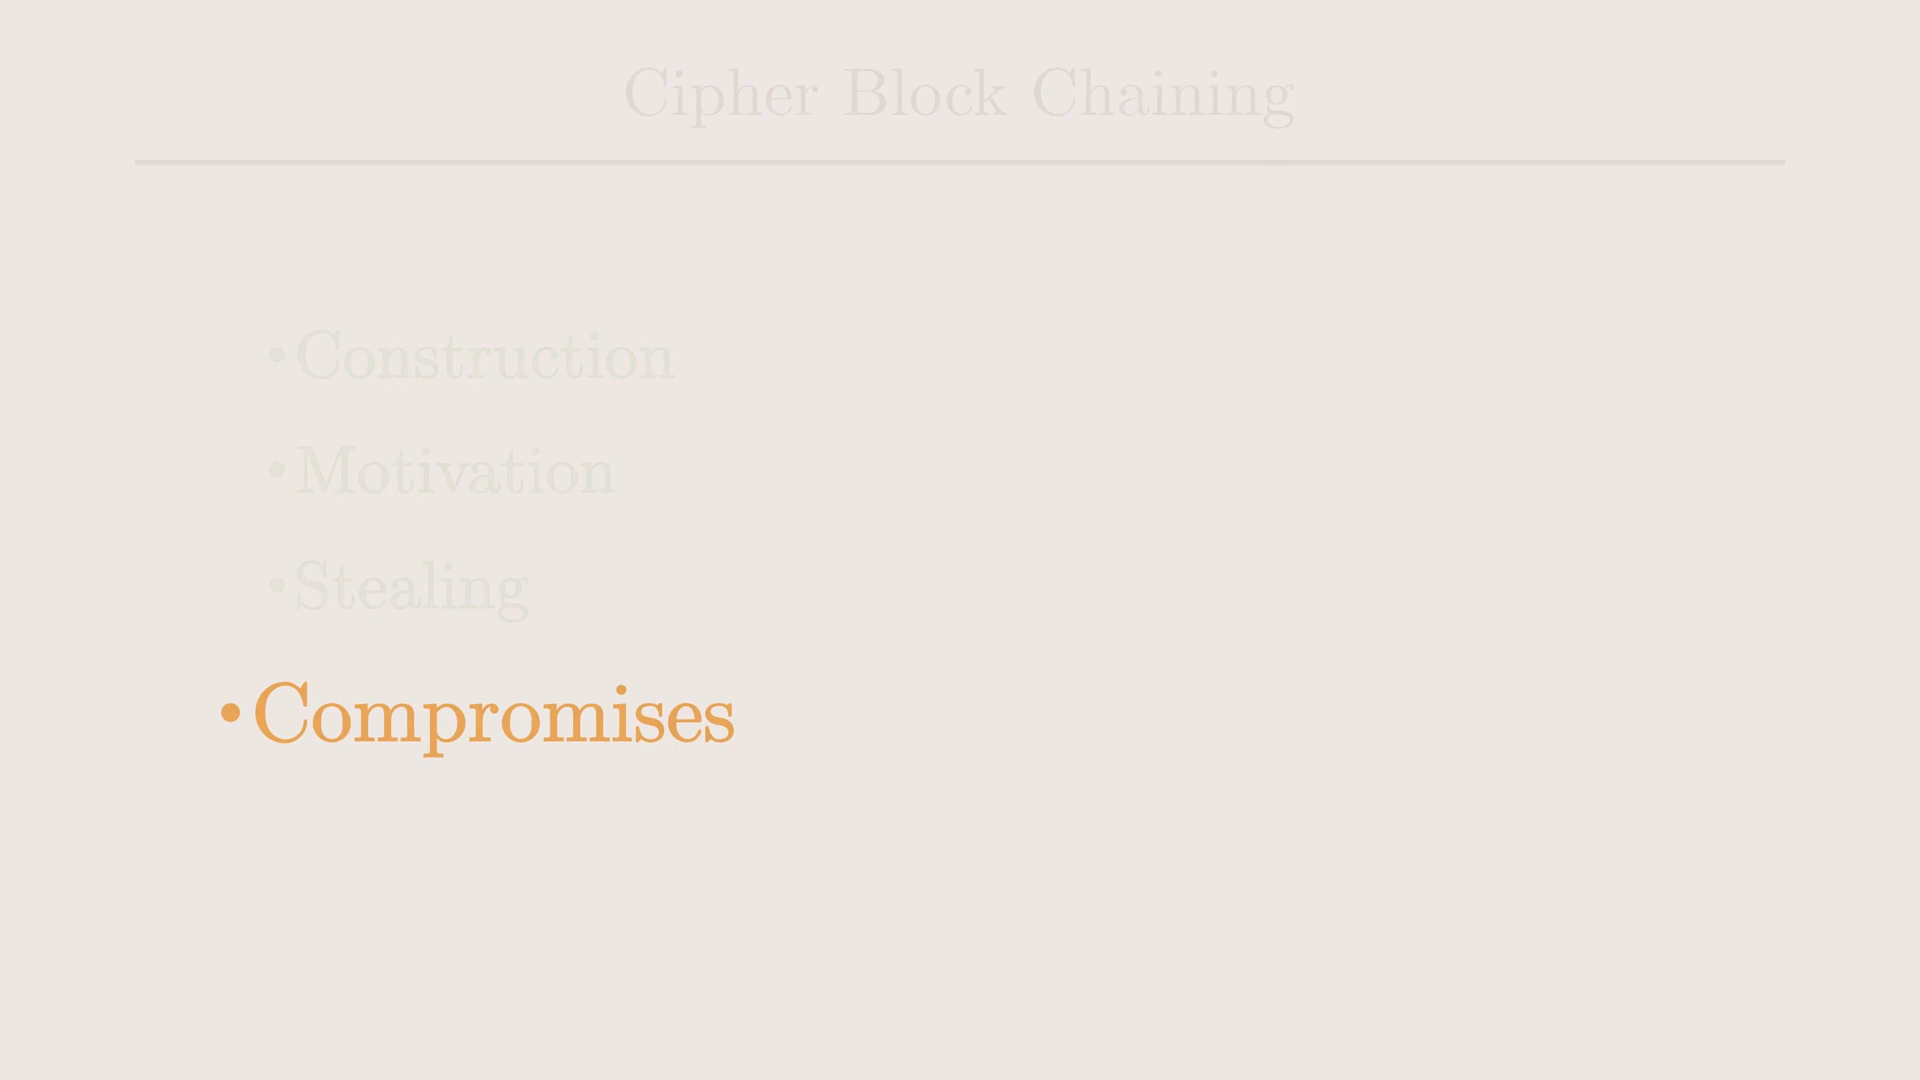 Cipher Block Chaining
• Construction
• Motivation
• Stealing
• Compromises